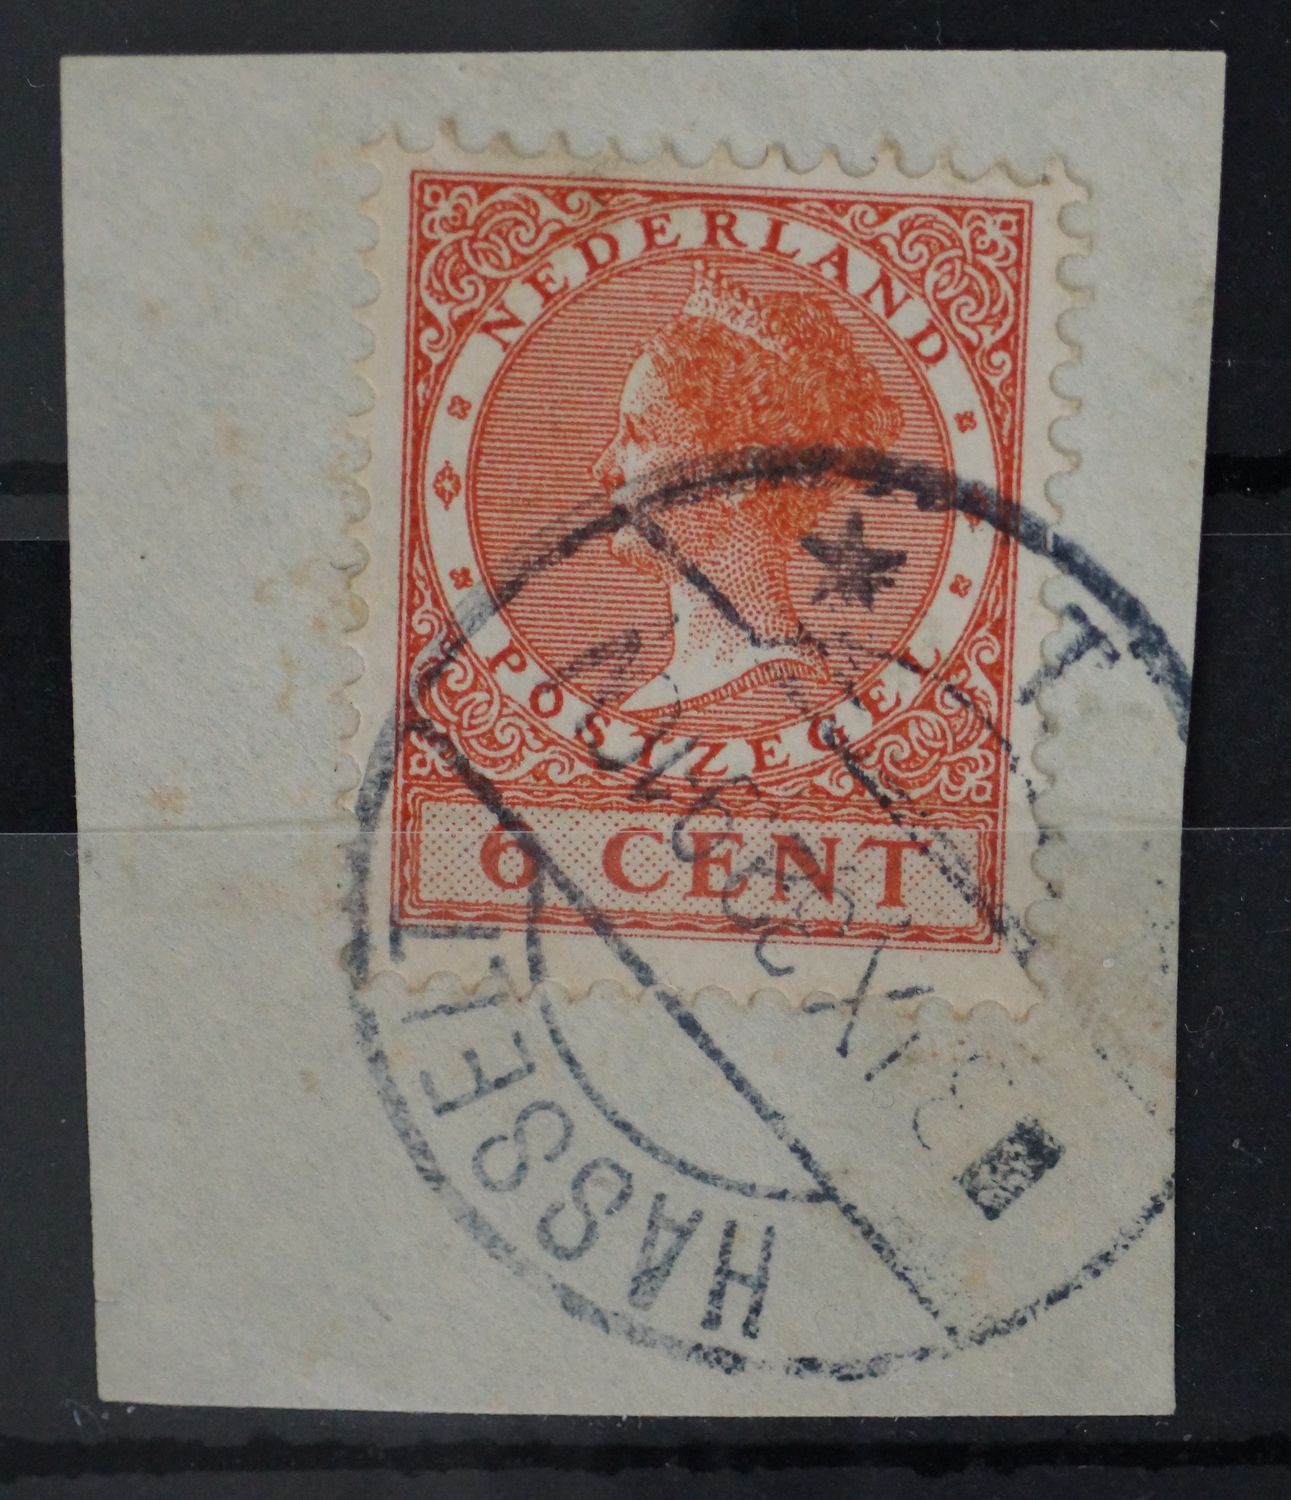 NEDERLAND
POSTZEGEL
6 CENT
HASSELT
T